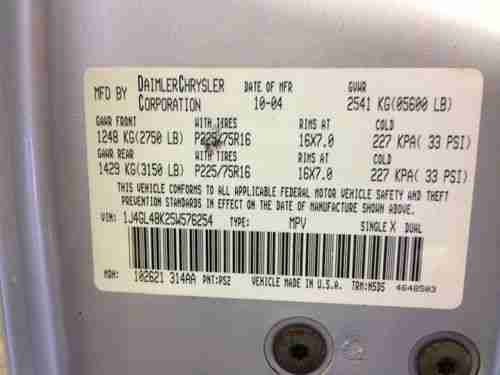 MFD BY DAIMLERCHRYSLER CORPORATION DATE OF MFR 10-04 GVWR 2541 KG(05600 LB)
GAWR FRONT WITH TIRES RIMS AT COLD
1248 KG(2750 LB) P225/75R16 16X7.0 227 KPA( 33 PSI)
GAWR REAR WITH TIRES RIMS AT COLD
1429 KG(3150 LB) P225/75R16 16X7.0 227 KPA( 33 PSI)
THIS VEHICLE CONFORMS TO ALL APPLICABLE FEDERAL MOTOR VEHICLE SAFETY AND THEFT
PREVENTION STANDARDS IN EFFECT ON THE DATE OF MANUFACTURE SHOWN ABOVE.
VIN: 1J4GL48K25W576254 TYPE: MPV SINGLE X DUAL
MDH: 102621 314AA PNT:PS2 VEHICLE MADE IN U.S.A. TRM:N5D5 4648503